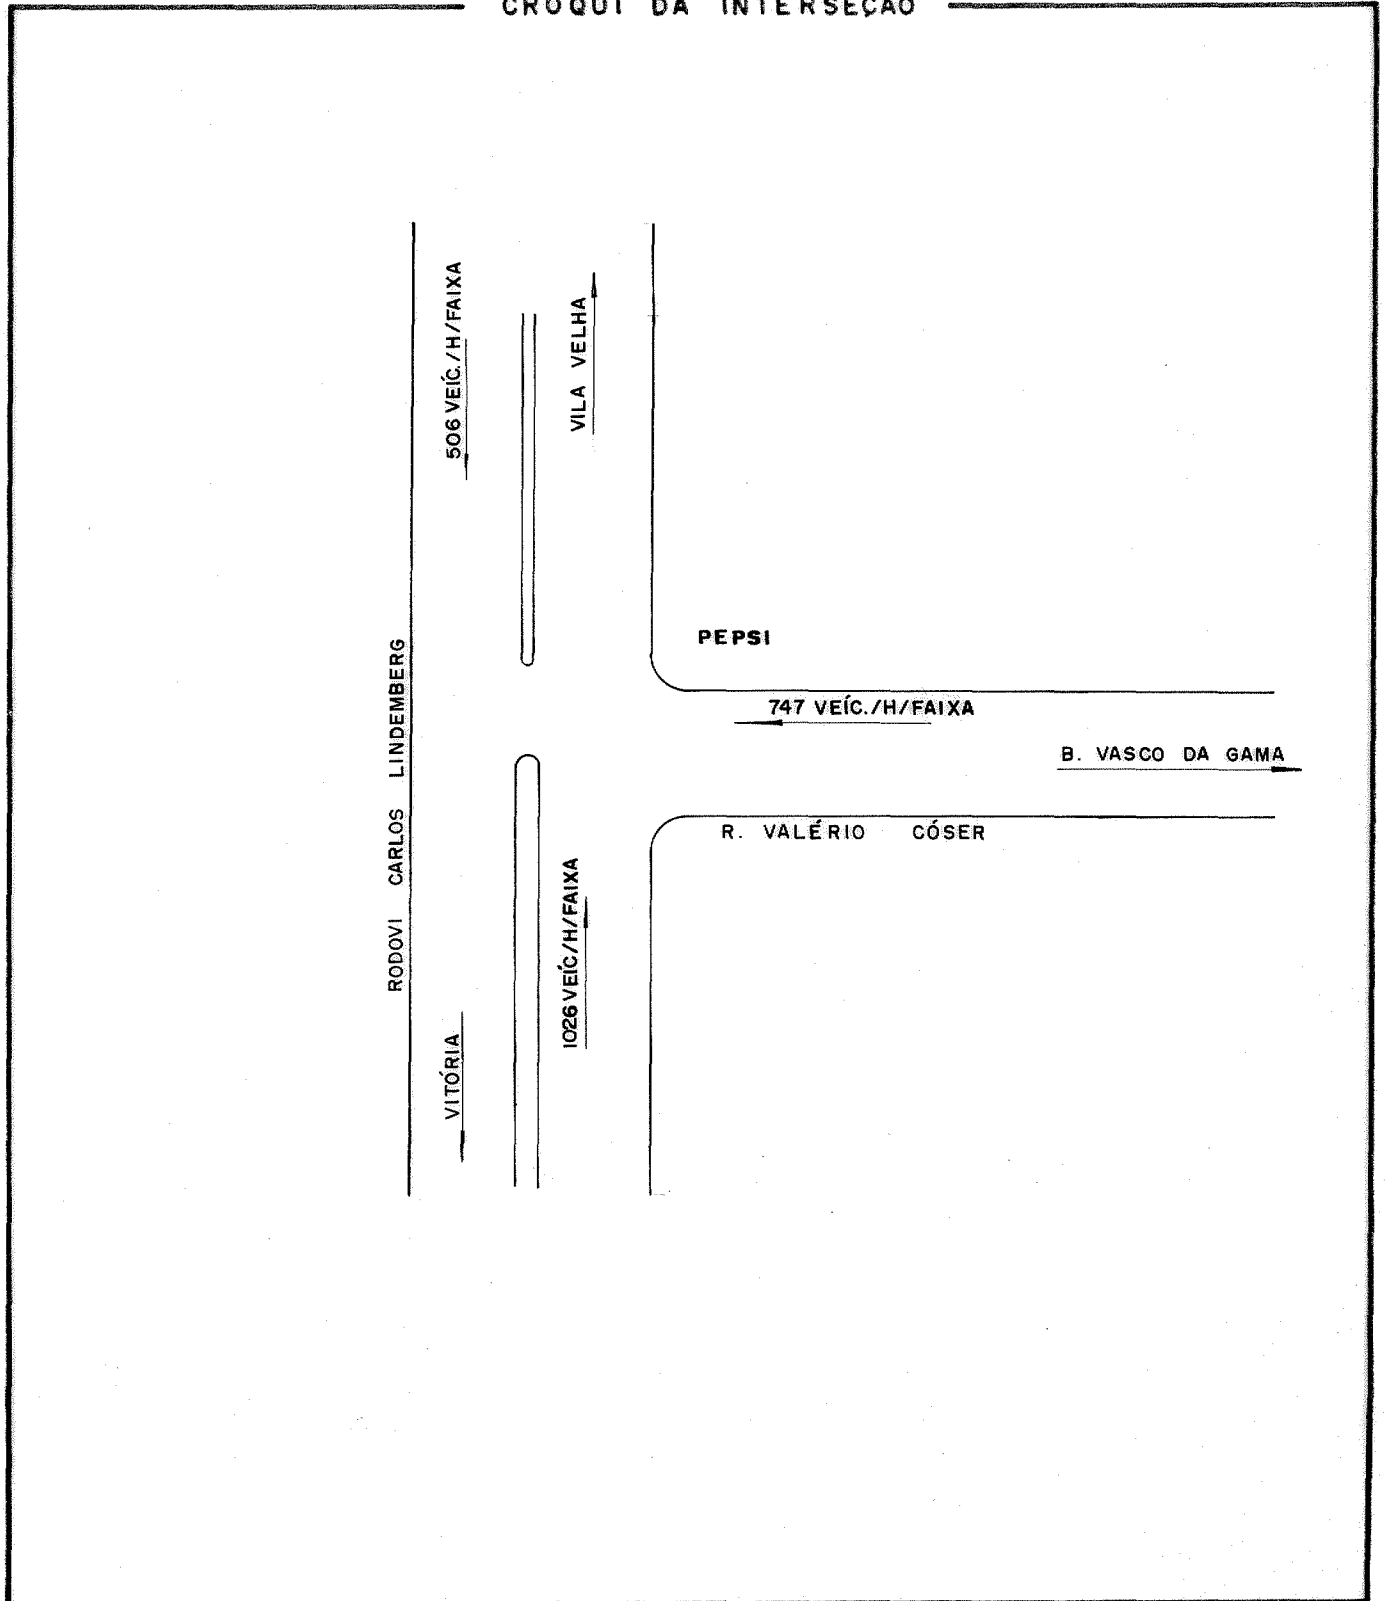 CROQUI DA INTERSEÇÃO
506 VEÍC./H/FAIXA
VILA VELHA
PEPSI
RODOVI CARLOS LINDEMBERG
747 VEÍC./H/FAIXA
B. VASCO DA GAMA
R. VALÉRIO CÓSER
1026 VEÍC/H/FAIXA
VITÓRIA